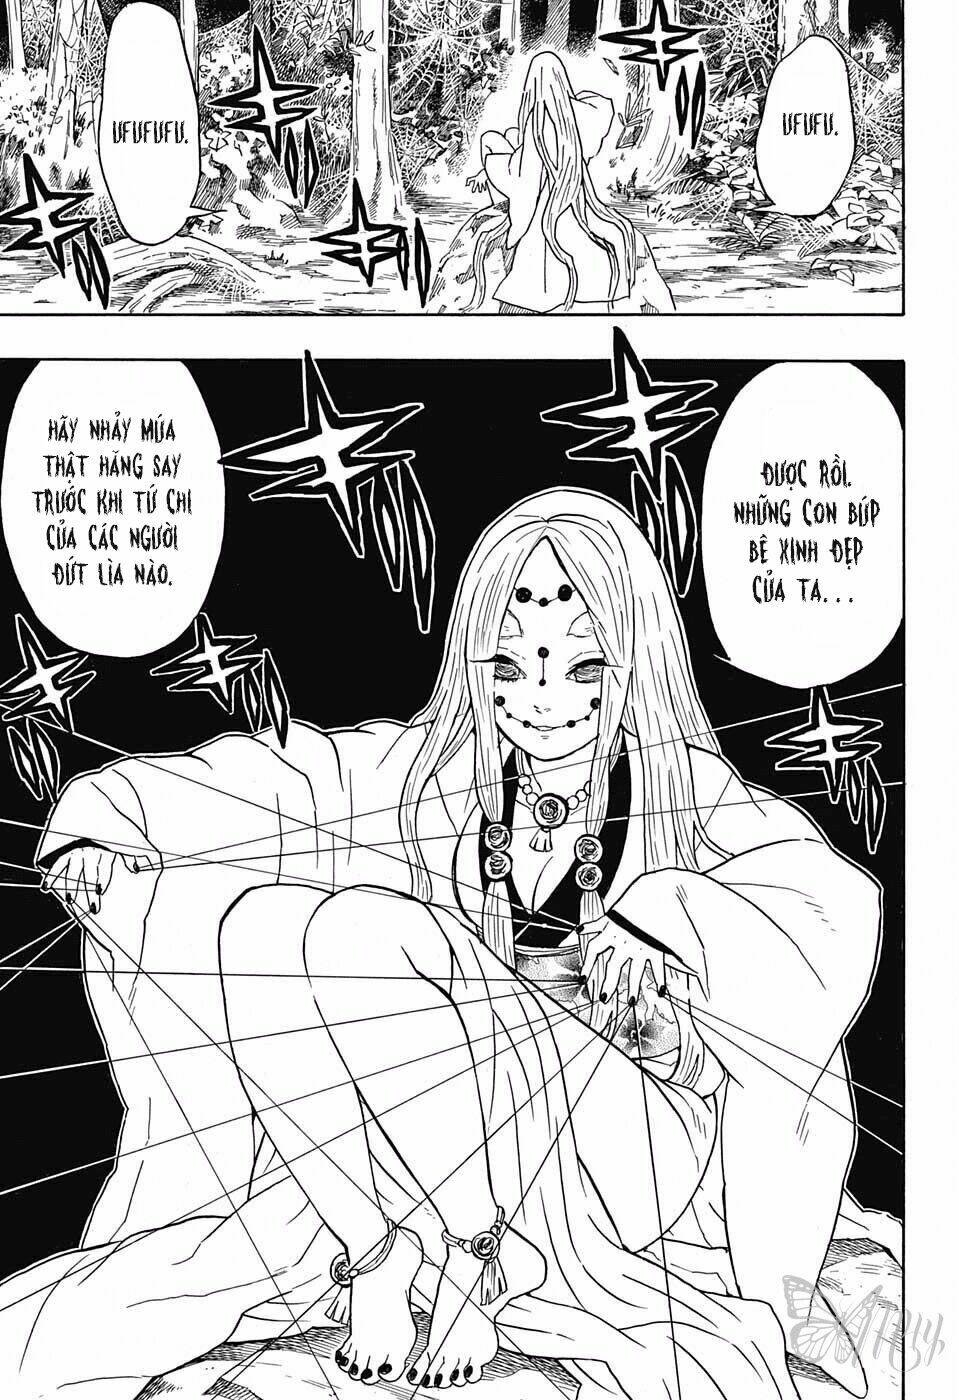 UFUFU.
UFUFUFU.
ĐƯỢC RỒI.
NHỮNG CON BÚP
BÊ XINH ĐẸP
CỦA TA...
HÃY NHẢY MÚA
THẬT HĂNG SAY
TRƯỚC KHI TỨ CHI
CỦA CÁC NGƯỜI
ĐỨT LÌA NÀO.